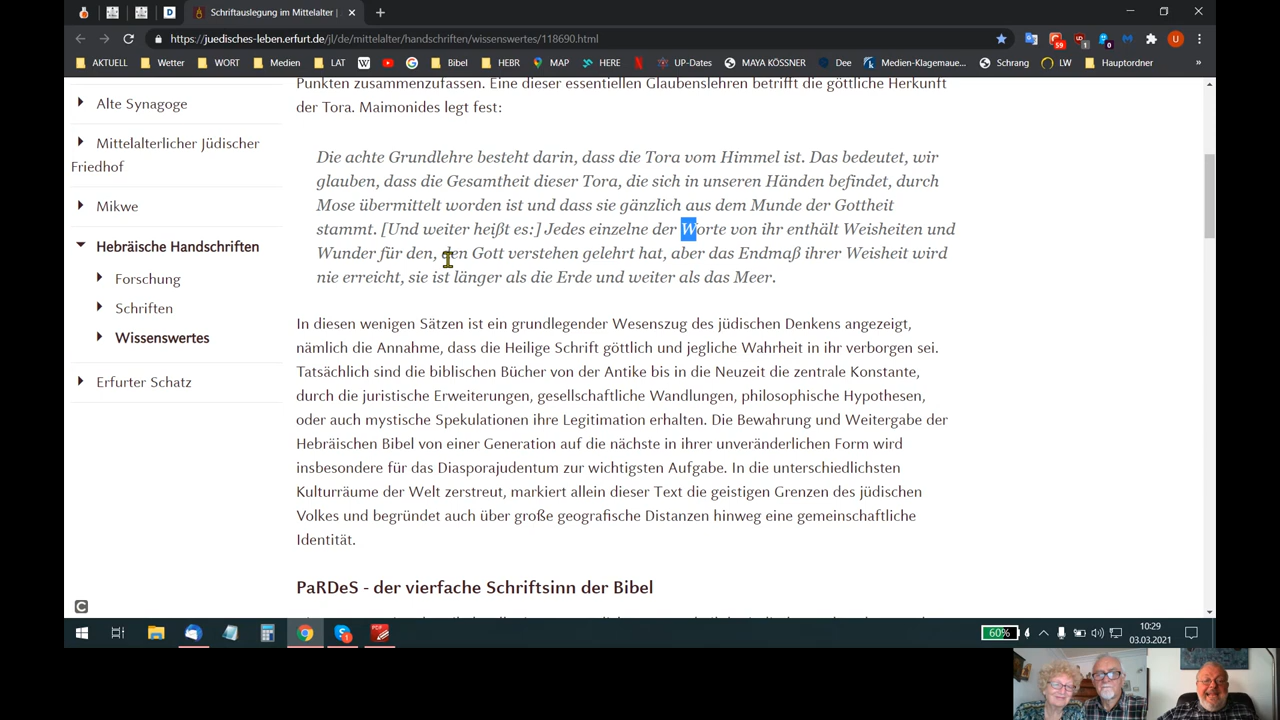 Schriftauslegung im Mittelalter |
https://juedisches-leben.erfurt.de/jl/de/mittelalter/handschriften/wissenswertes/118690.html
59
1
0
U
AKTUELL Wetter WORT Medien LAT Bibel HEBR MAP HERE UP-Dates MAYA KÖSSNER Dee Medien-Klagemaue... Schrang LW Hauptordner »
Alte Synagoge
Mittelalterlicher Jüdischer
Friedhof
Mikwe
Hebräische Handschriften
Forschung
Schriften
Wissenswertes
Erfurter Schatz
Punkten zusammenzufassen. Eine dieser essentiellen Glaubenslehren betrifft die göttliche Herkunft
der Tora. Maimonides legt fest:
Die achte Grundlehre besteht darin, dass die Tora vom Himmel ist. Das bedeutet, wir
glauben, dass die Gesamtheit dieser Tora, die sich in unseren Händen befindet, durch
Mose übermittelt worden ist und dass sie gänzlich aus dem Munde der Gottheit
stammt. [Und weiter heißt es:] Jedes einzelne der Worte von ihr enthält Weisheiten und
Wunder für den, den Gott verstehen gelehrt hat, aber das Endmaß ihrer Weisheit wird
nie erreicht, sie ist länger als die Erde und weiter als das Meer.
In diesen wenigen Sätzen ist ein grundlegender Wesenszug des jüdischen Denkens angezeigt,
nämlich die Annahme, dass die Heilige Schrift göttlich und jegliche Wahrheit in ihr verborgen sei.
Tatsächlich sind die biblischen Bücher von der Antike bis in die Neuzeit die zentrale Konstante,
durch die juristische Erweiterungen, gesellschaftliche Wandlungen, philosophische Hypothesen,
oder auch mystische Spekulationen ihre Legitimation erhalten. Die Bewahrung und Weitergabe der
Hebräischen Bibel von einer Generation auf die nächste in ihrer unveränderlichen Form wird
insbesondere für das Diasporajudentum zur wichtigsten Aufgabe. In die unterschiedlichsten
Kulturräume der Welt zerstreut, markiert allein dieser Text die geistigen Grenzen des jüdischen
Volkes und begründet auch über große geografische Distanzen hinweg eine gemeinschaftliche
Identität.
PaRDeS - der vierfache Schriftsinn der Bibel
60%
10:29
03.03.2021